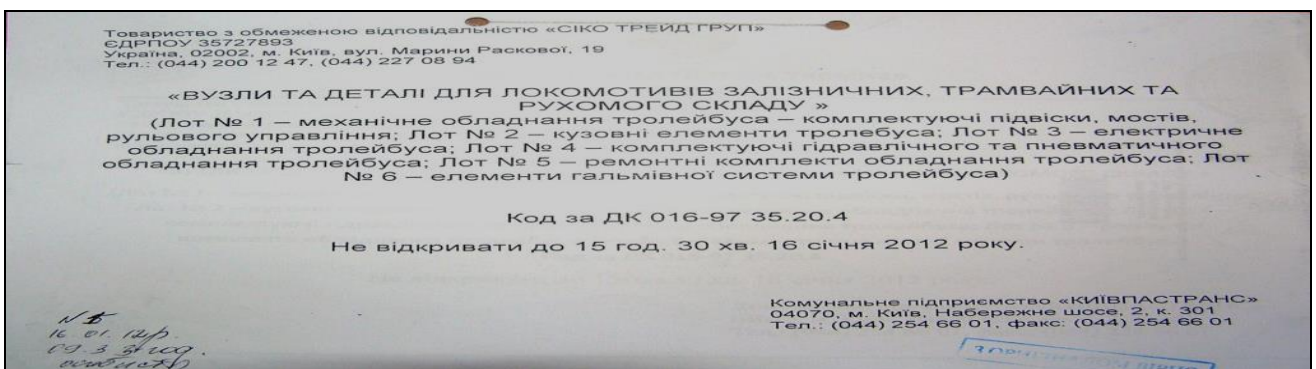 Товариство з обмеженою відповідальністю «СІКО ТРЕЙД ГРУП»
ЄДРПОУ 35727893
Україна, 02002, м. Київ, вул. Марини Раскової, 19
Тел.: (044) 200 12 47, (044) 227 08 94
«ВУЗЛИ ТА ДЕТАЛІ ДЛЯ ЛОКОМОТИВІВ ЗАЛІЗНИЧНИХ, ТРАМВАЙНИХ ТА
РУХОМОГО СКЛАДУ »
(Лот № 1 – механічне обладнання тролейбуса – комплектуючі підвіски, мостів,
рульового управління; Лот № 2 – кузовні елементи тролебуса; Лот № 3 – електричне
обладнання тролейбуса; Лот № 4 – комплектуючі гідравлічного та пневматичного
обладнання тролейбуса; Лот № 5 – ремонтні комплекти обладнання тролейбуса; Лот
№ 6 – елементи гальмівної системи тролейбуса)
Код за ДК 016-97 35.20.4
Не відкривати до 15 год. 30 хв. 16 січня 2012 року.
Комунальне підприємство «КИЇВПАСТРАНС»
04070, м. Київ, Набережне шосе, 2, к. 301
Тел.: (044) 254 66 01, факс: (044) 254 66 01
16 01. 12р.